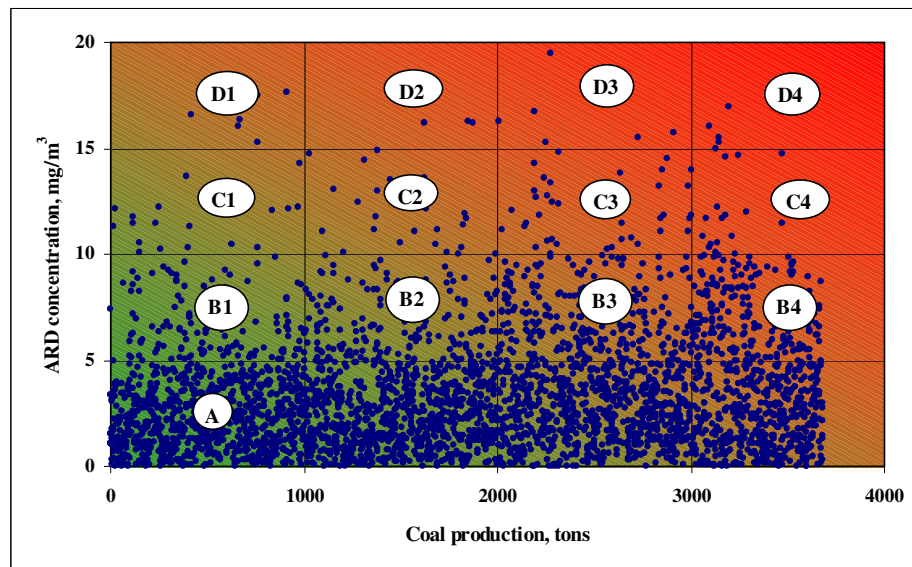 20
D1 D2 D3 D4
15
C1 C2 C3 C4
10
B1 B2 B3 B4
5
A
0
0 1000 2000 3000 4000
ARD concentration, mg/m³
Coal production, tons